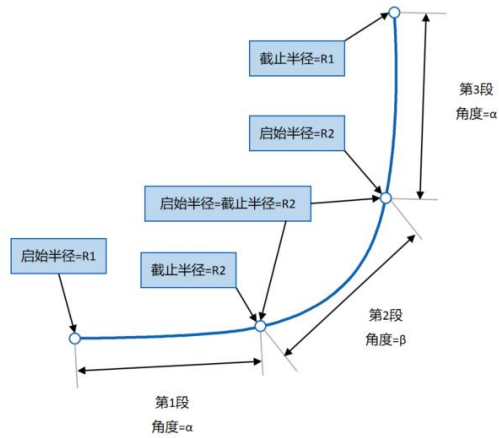 截止半径=R1
第3段
角度=α
启始半径=R2
启始半径=截止半径=R2
启始半径=R1
截止半径=R2
第2段
角度=β
第1段
角度=α